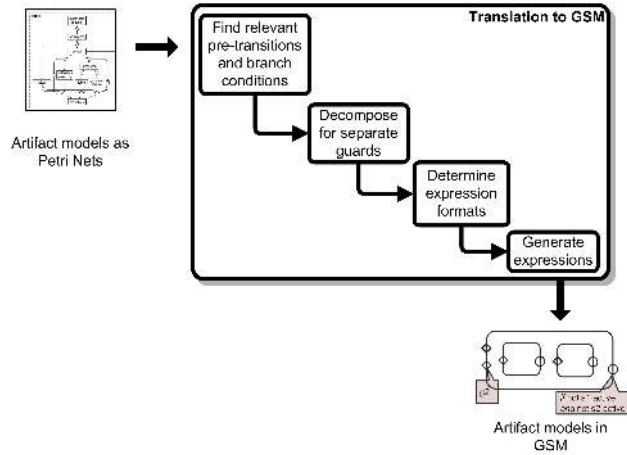 Translation to GSM
Find relevant
pre-transitions
and branch
conditions
Decompose
for separate
guards
Determine
expression
formats
Generate
expressions
Artifact models as
Petri Nets
Artifact models in
GSM